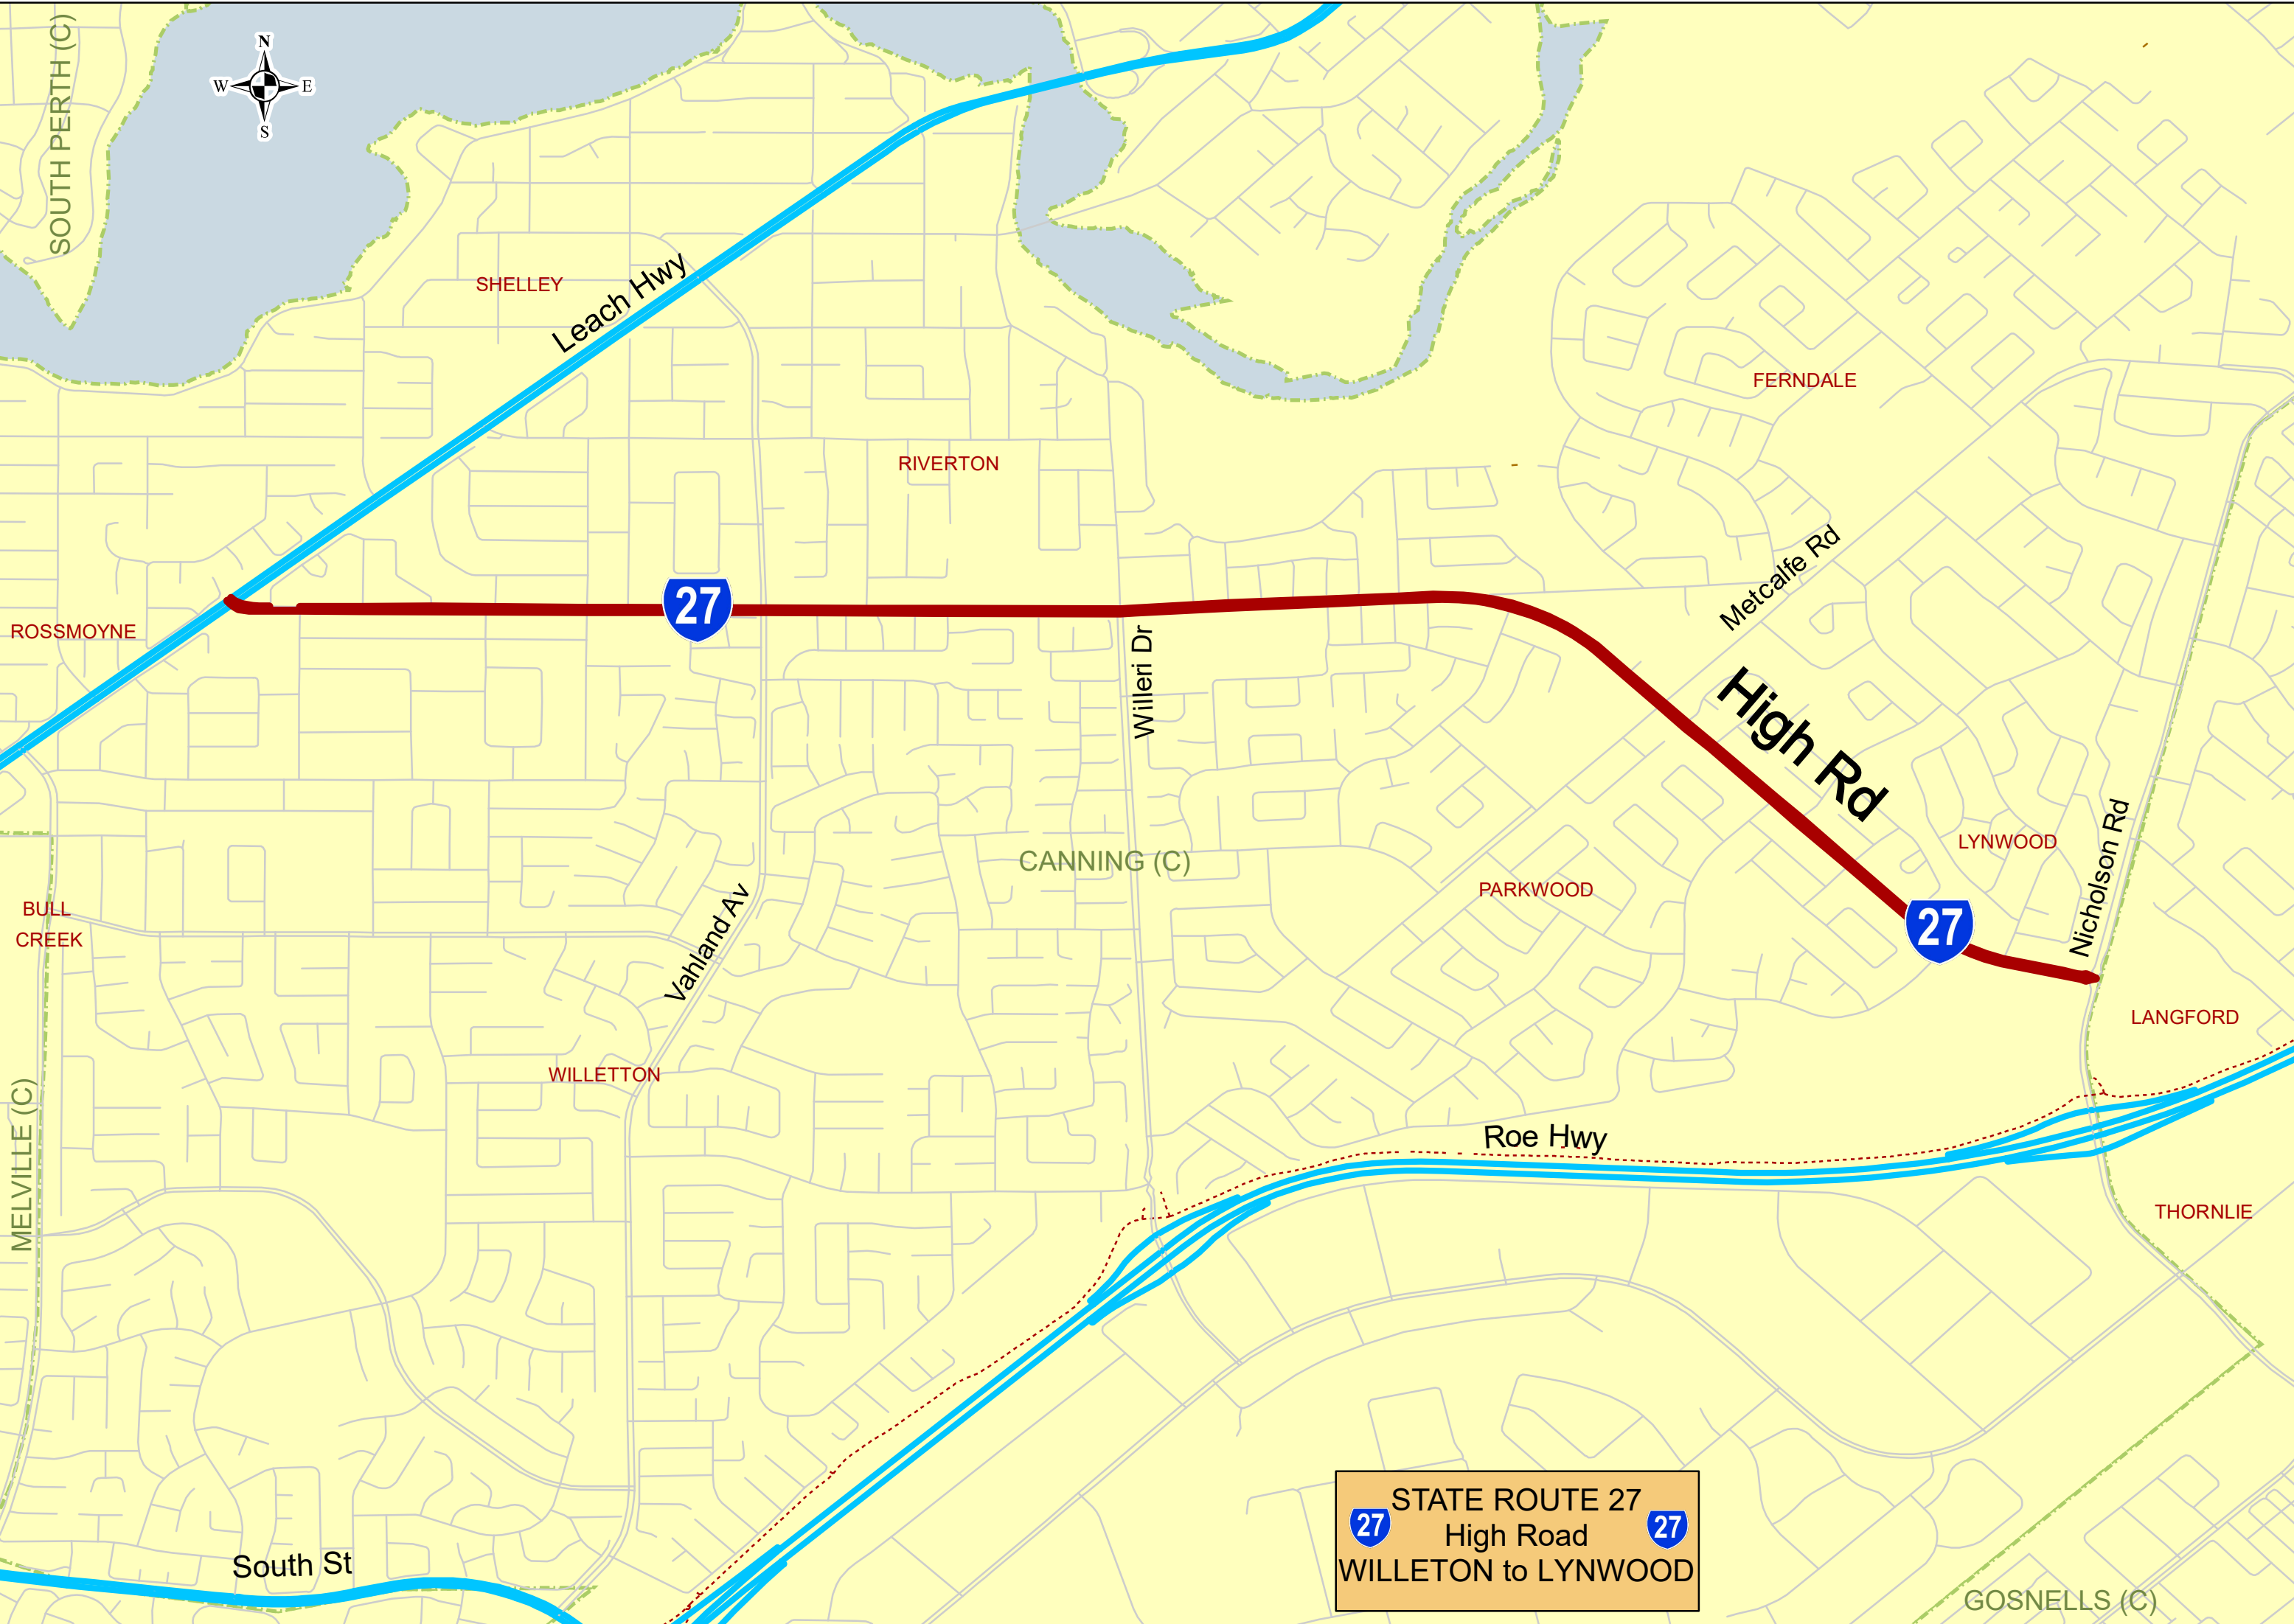 SOUTH PERTH (C)
N
W
E
S
SHELLEY
Leach Hwy
FERNDALE
RIVERTON
Metcalfe Rd
27
ROSSMOYNE
Willeri Dr
High Rd
LYNWOOD
Nicholson Rd
CANNING (C)
PARKWOOD
Vahland Av
BULL
CREEK
27
LANGFORD
WILLETTON
MELVILLE (C)
Roe Hwy
THORNLIE
STATE ROUTE 27
27
High Road
27
WILLETON to LYNWOOD
South St
GOSNELLS (C)